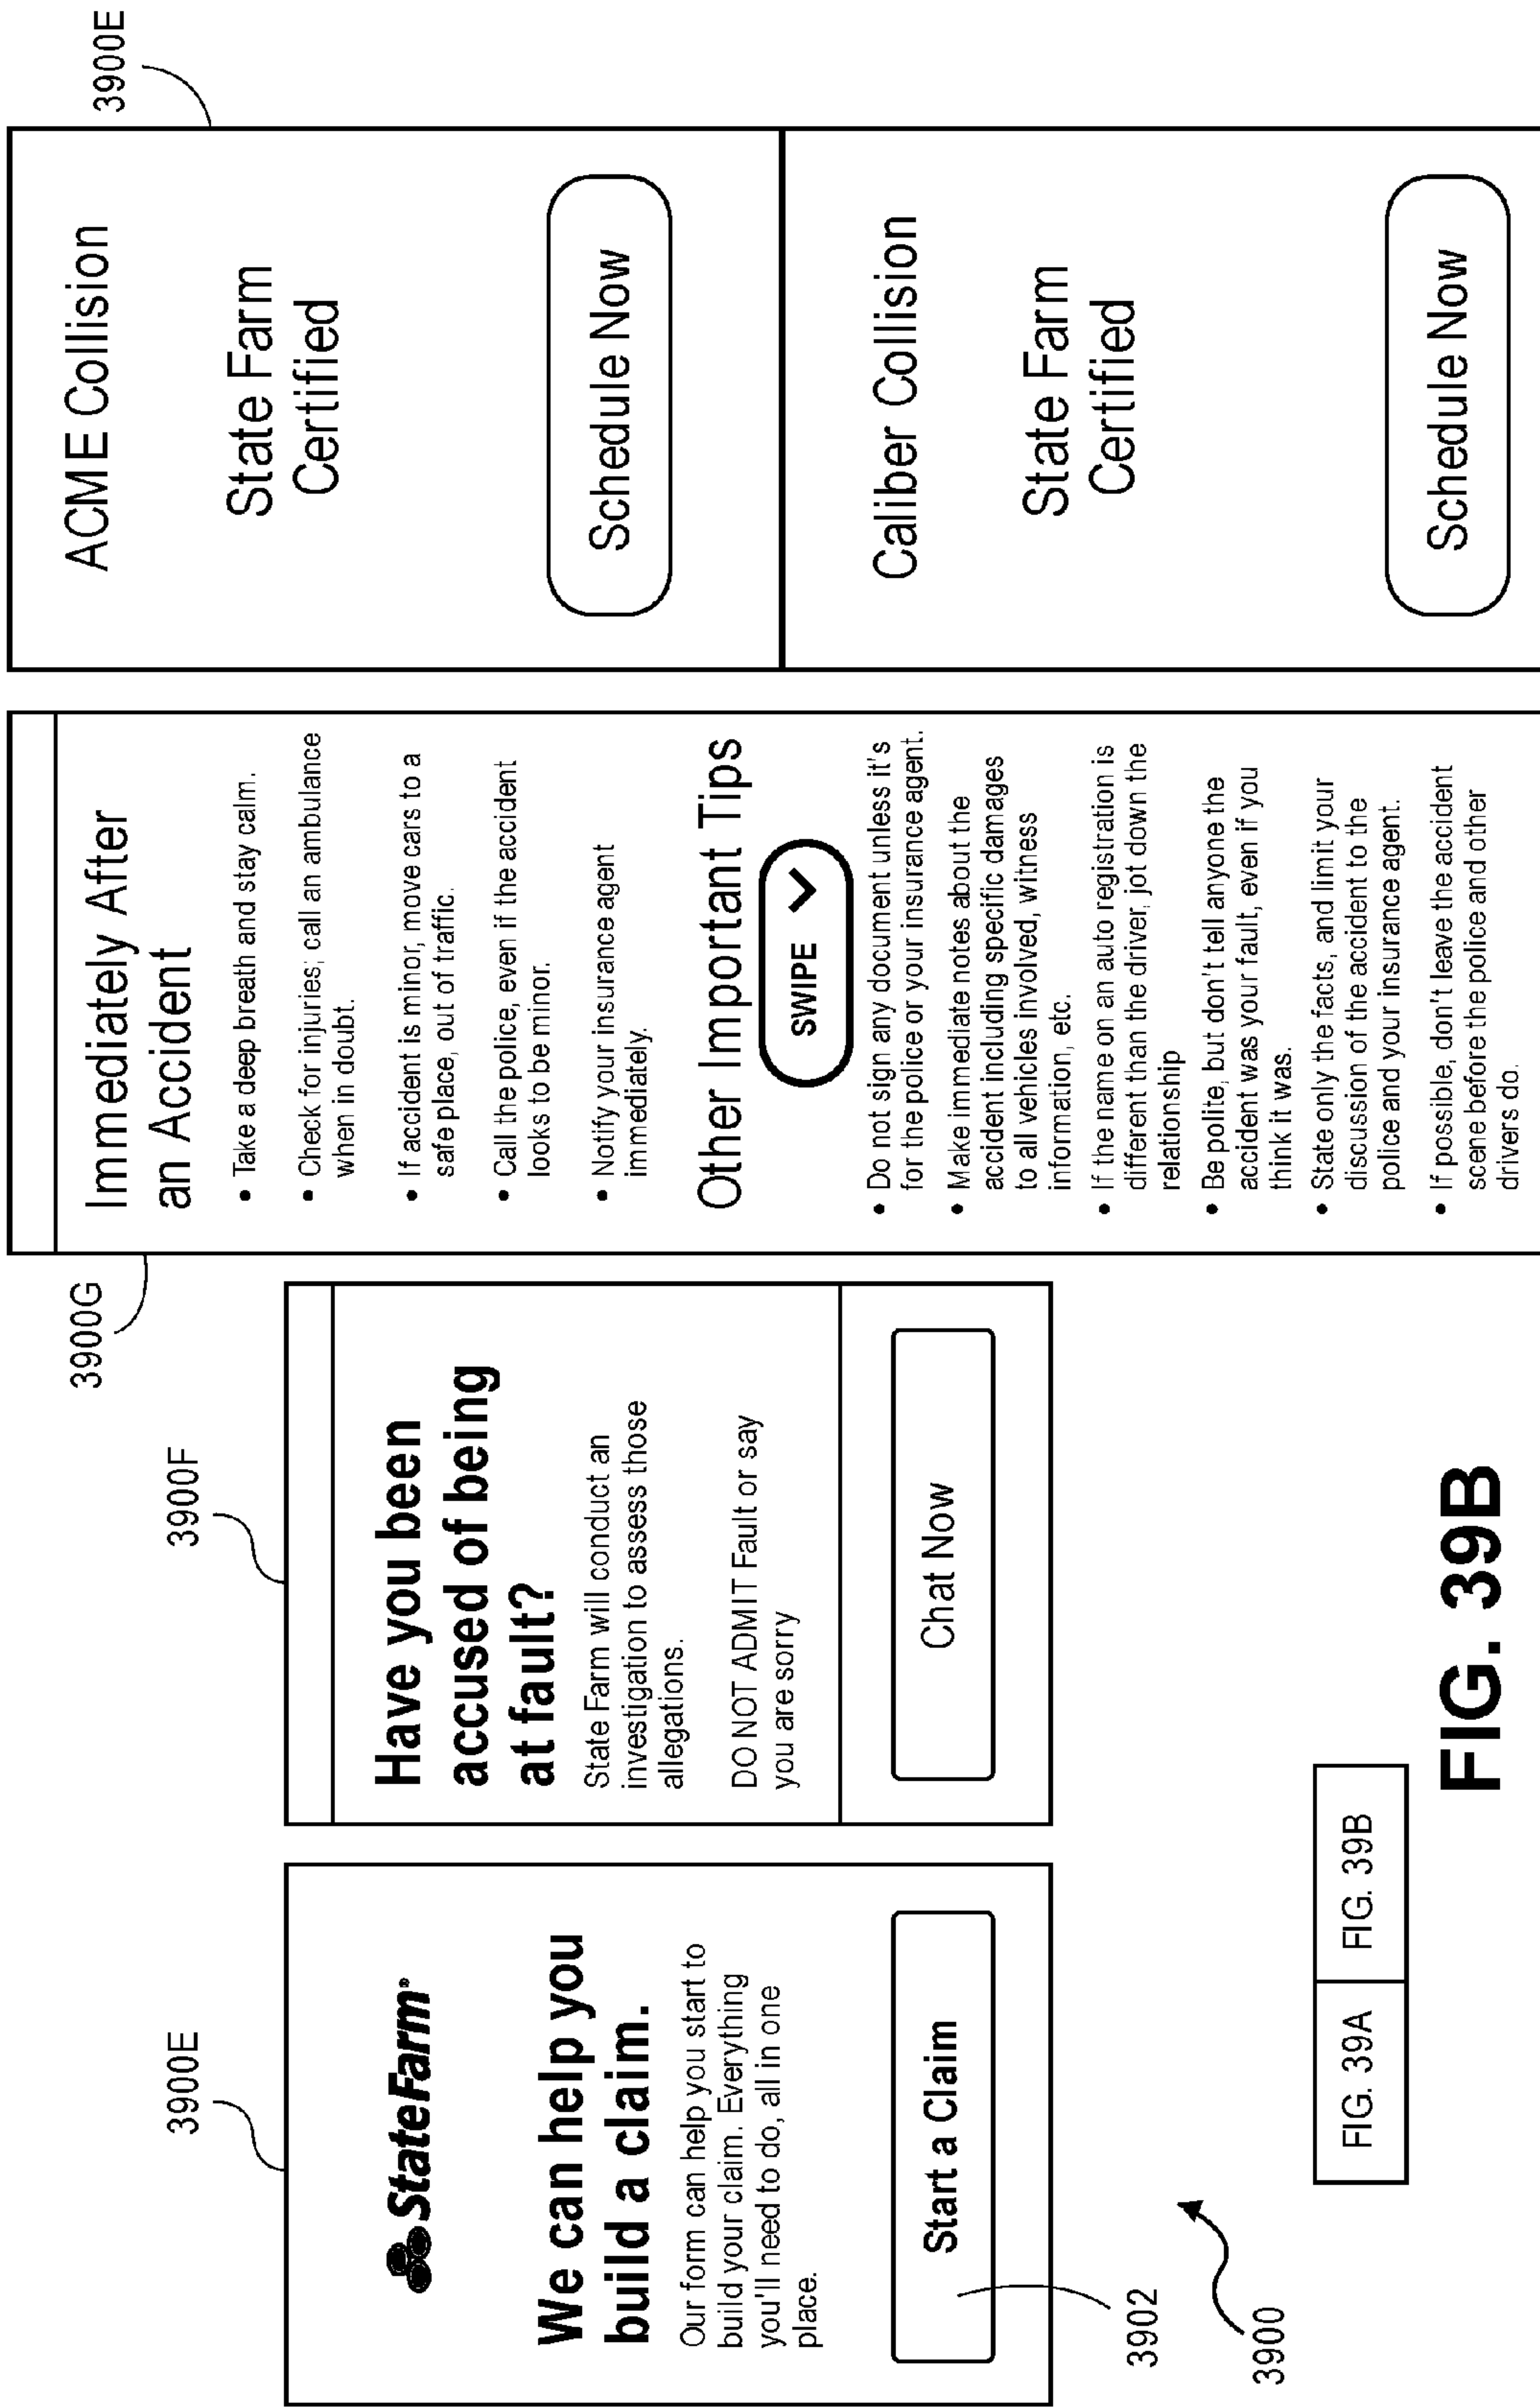 3900E
StateFarm®
We can help you
build a claim.
Our form can help you start to
build your claim. Everything
you'll need to do, all in one
place.
Start a Claim
3902
3900
3900F
Have you been
accused of being
at fault?
State Farm will conduct an
investigation to assess those
allegations.
DO NOT ADMIT Fault or say
you are sorry
Chat Now
3900G
Immediately After
an Accident
• Take a deep breath and stay calm.
• Check for injuries; call an ambulance
when in doubt.
• If accident is minor, move cars to a
safe place, out of traffic.
• Call the police, even if the accident
looks to be minor.
• Notify your insurance agent
immediately.
Other Important Tips
SWIPE
• Do not sign any document unless it's
for the police or your insurance agent.
• Make immediate notes about the
accident including specific damages
to all vehicles involved, witness
information, etc.
• If the name on an auto registration is
different than the driver, jot down the
relationship
• Be polite, but don't tell anyone the
accident was your fault, even if you
think it was.
• State only the facts, and limit your
discussion of the accident to the
police and your insurance agent.
• If possible, don't leave the accident
scene before the police and other
drivers do.
3900E
ACME Collision
State Farm
Certified
Schedule Now
Caliber Collision
State Farm
Certified
Schedule Now
FIG. 39A
FIG. 39B
FIG. 39B